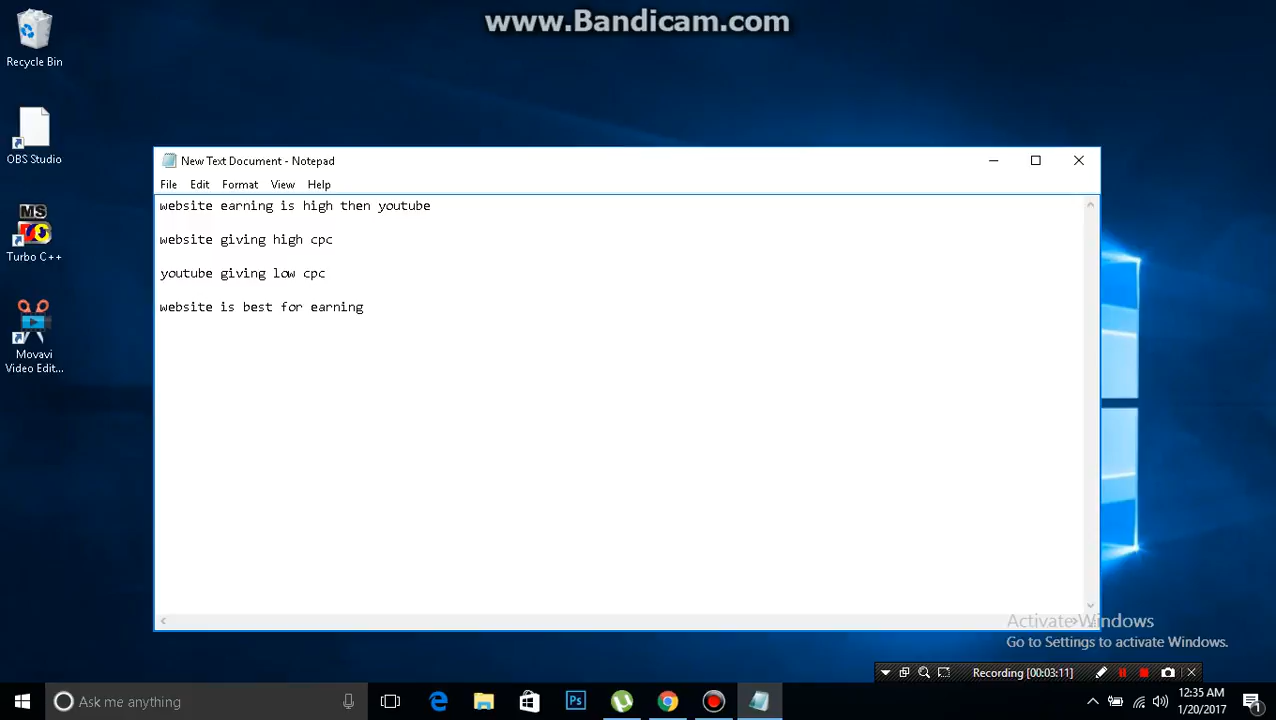 www.Bandicam.com
Recycle Bin
OBS Studio
MS
Turbo C++
Movavi
Video Edit...
New Text Document - Notepad
File Edit Format View Help
website earning is high then youtube
website giving high cpc
youtube giving low cpc
website is best for earning
Activate Windows
Go to Settings to activate Windows.
Recording [00:03:11]
Ask me anything
Ps
12:35 AM
1/20/2017
1